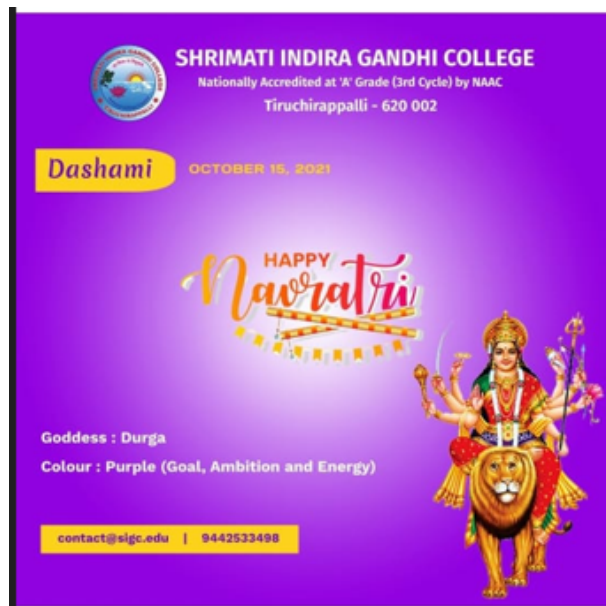 SHRIMATI INDIRA GANDHI COLLEGE
Nationally Accredited at 'A' Grade (3rd Cycle) by NAAC
Tiruchirappalli - 620 002
Dashami
OCTOBER 15, 2021
HAPPY
Navratri
Goddess : Durga
Colour : Purple (Goal, Ambition and Energy)
contact@sigc.edu | 9442533498